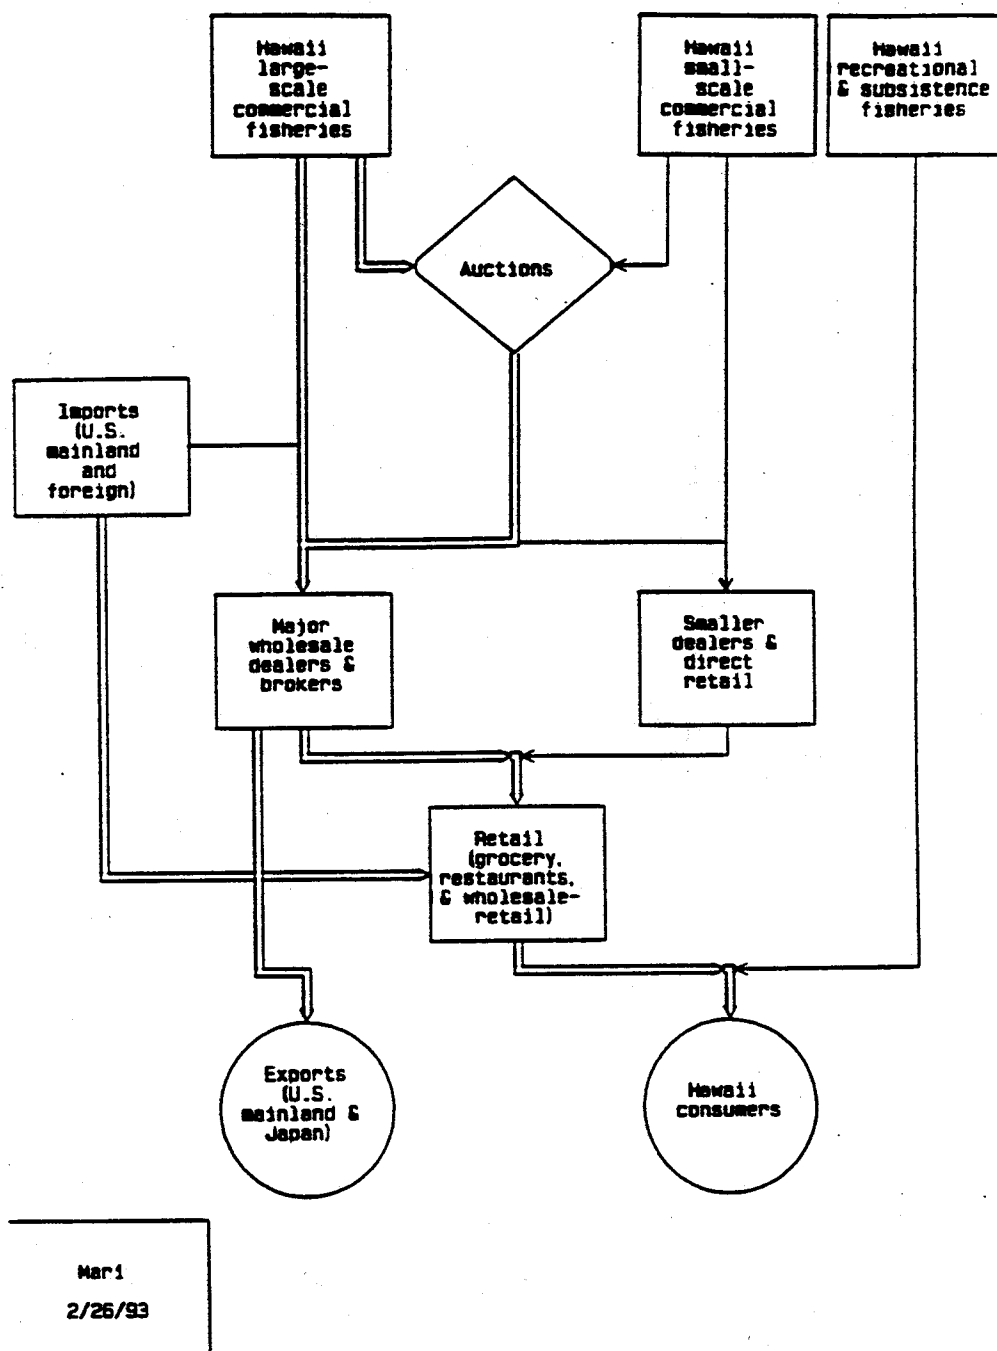 Hawaii
large-
scale
commercial
fisheries
Hawaii
small-
scale
commercial
fisheries
Hawaii
recreational
& subsistence
fisheries
Auctions
Imports
(U.S.
mainland
and
foreign)
Major
wholesale
dealers &
brokers
Smaller
dealers &
direct
retail
Retail
(grocery,
restaurants,
& wholesale-
retail)
Exports
(U.S.
mainland &
Japan)
Hawaii
consumers
Mari
2/26/93